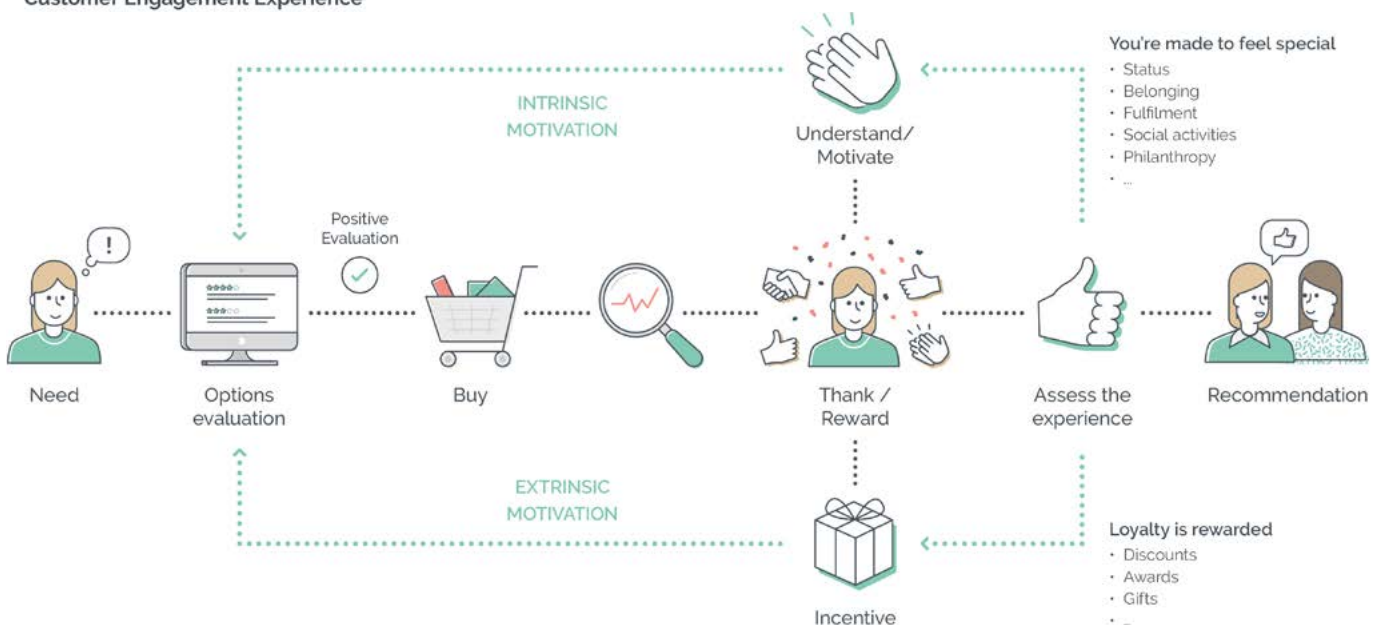 Customer Engagement Experience
You're made to feel special
• Status
• Belonging
• Fulfilment
• Social activities
• Philanthropy
• ...
INTRINSIC
MOTIVATION
Understand/
Motivate
Positive
Evaluation
!
Need
Options
evaluation
Buy
Thank /
Reward
Assess the
experience
Recommendation
EXTRINSIC
MOTIVATION
Incentive
Loyalty is rewarded
• Discounts
• Awards
• Gifts